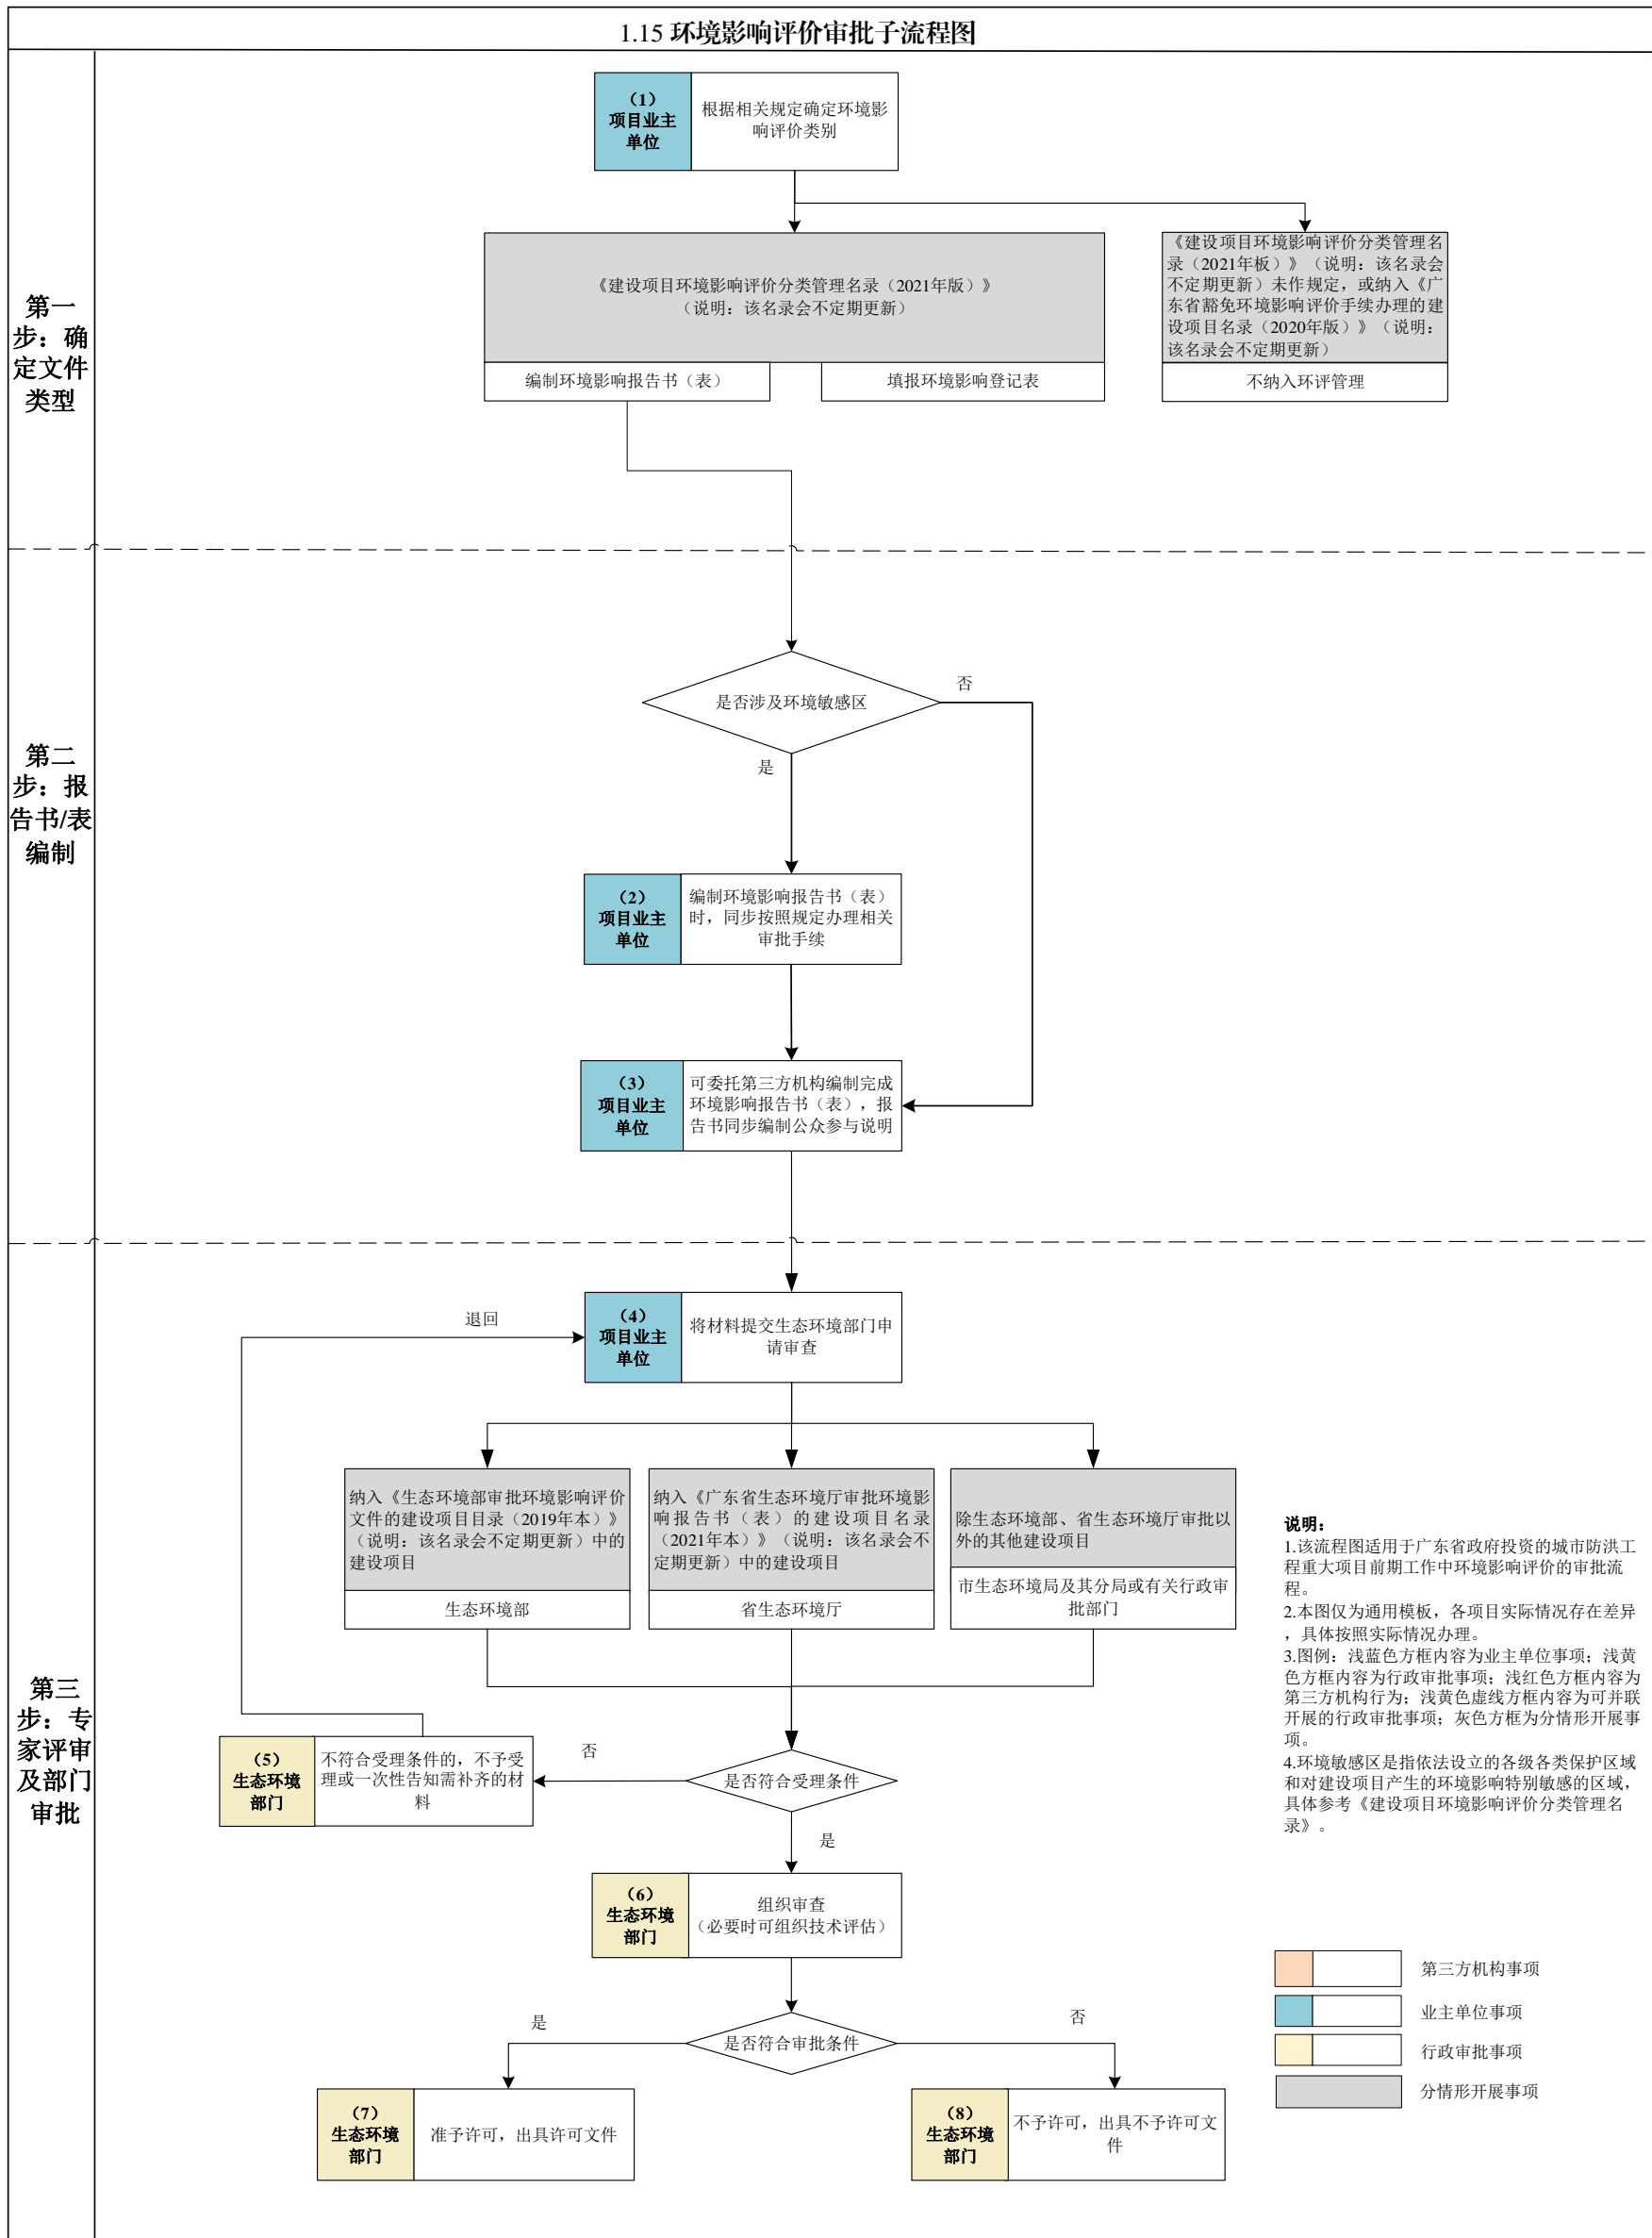 1.15 环境影响评价审批子流程图
第一
步：确
定文件
类型
（1）
项目业主
单位
根据相关规定确定环境影
响评价类别
《建设项目环境影响评价分类管理名录（2021年版）》
（说明：该名录会不定期更新）
编制环境影响报告书（表）
填报环境影响登记表
《建设项目环境影响评价分类管理名
录（2021年板）》（说明：该名录会
不定期更新）未作规定，或纳入《广
东省豁免环境影响评价手续办理的建
设项目名录（2020年版）》（说明：
该名录会不定期更新）
不纳入环评管理
第二
步：报
告书/表
编制
是否涉及环境敏感区
否
是
（2）
项目业主
单位
编制环境影响报告书（表）
时，同步按照规定办理相关
审批手续
（3）
项目业主
单位
可委托第三方机构编制完成
环境影响报告书（表），报
告书同步编制公众参与说明
第三
步：专
家评审
及部门
审批
退回
（4）
项目业主
单位
将材料提交生态环境部门申
请审查
纳入《生态环境部审批环境影响评价
文件的建设项目目录（2019年本）》
（说明：该名录会不定期更新）中的
建设项目
生态环境部
纳入《广东省生态环境厅审批环境影
响报告书（表）的建设项目名录
（2021年本）》（说明：该名录会不
定期更新）中的建设项目
省生态环境厅
除生态环境部、省生态环境厅审批以
外的其他建设项目
市生态环境局及其分局或有关行政审
批部门
（5）
生态环境
部门
不符合受理条件的，不予受
理或一次性告知需补齐的材
料
否
是否符合受理条件
是
（6）
生态环境
部门
组织审查
（必要时可组织技术评估）
是
是否符合审批条件
否
（7）
生态环境
部门
准予许可，出具许可文件
（8）
生态环境
部门
不予许可，出具不予许可文
件
说明：
1.该流程图适用于广东省政府投资的城市防洪工
程重大项目前期工作中环境影响评价的审批流
程。
2.本图仅为通用模板，各项目实际情况存在差异
，具体按照实际情况办理。
3.图例：浅蓝色方框内容为业主单位事项；浅黄
色方框内容为行政审批事项；浅红色方框内容为
第三方机构行为；浅黄色虚线方框内容为可并联
开展的行政审批事项；灰色方框为分情形开展事
项。
4.环境敏感区是指依法设立的各级各类保护区域
和对建设项目产生的环境影响特别敏感的区域，
具体参考《建设项目环境影响评价分类管理名
录》。
第三方机构事项
业主单位事项
行政审批事项
分情形开展事项